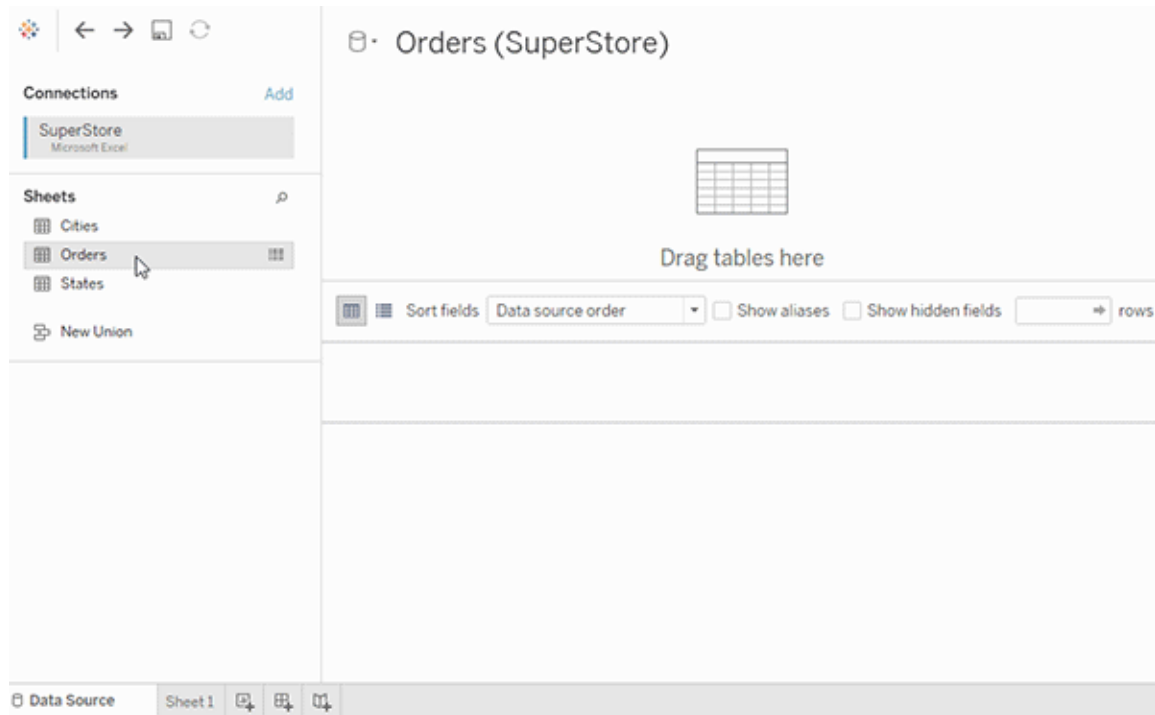 Orders (SuperStore)
Connections
Add
SuperStore
Microsoft Excel
Sheets
Cities
Orders
States
New Union
Drag tables here
Sort fields Data source order Show aliases Show hidden fields rows
Data Source Sheet 1